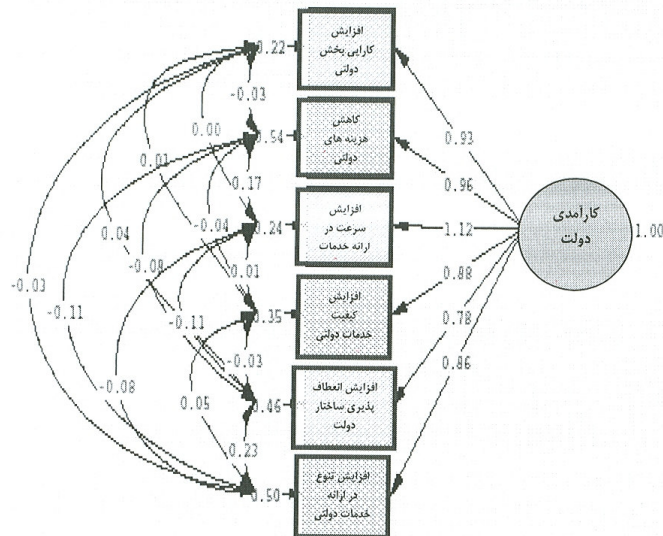 افزایش
کارایی بخش
دولتی
0.22
-0.03
0.93
کاهش
هزینه های
دولتی
0.00
0.54
0.96
0.01
0.17
افزایش
سرعت در
ارائه خدمات
0.24
1.12
کارآمدی
دولت
1.00
0.04
-0.04
-0.08
0.01
0.88
-0.03
افزایش
کیفیت
خدمات دولتی
0.35
0.78
-0.11
-0.11
-0.03
0.86
-0.08
0.05
افزایش انعطاف
پذیری ساختار
دولت
0.46
0.23
افزایش تنوع
در ارائه
خدمات دولتی
0.50